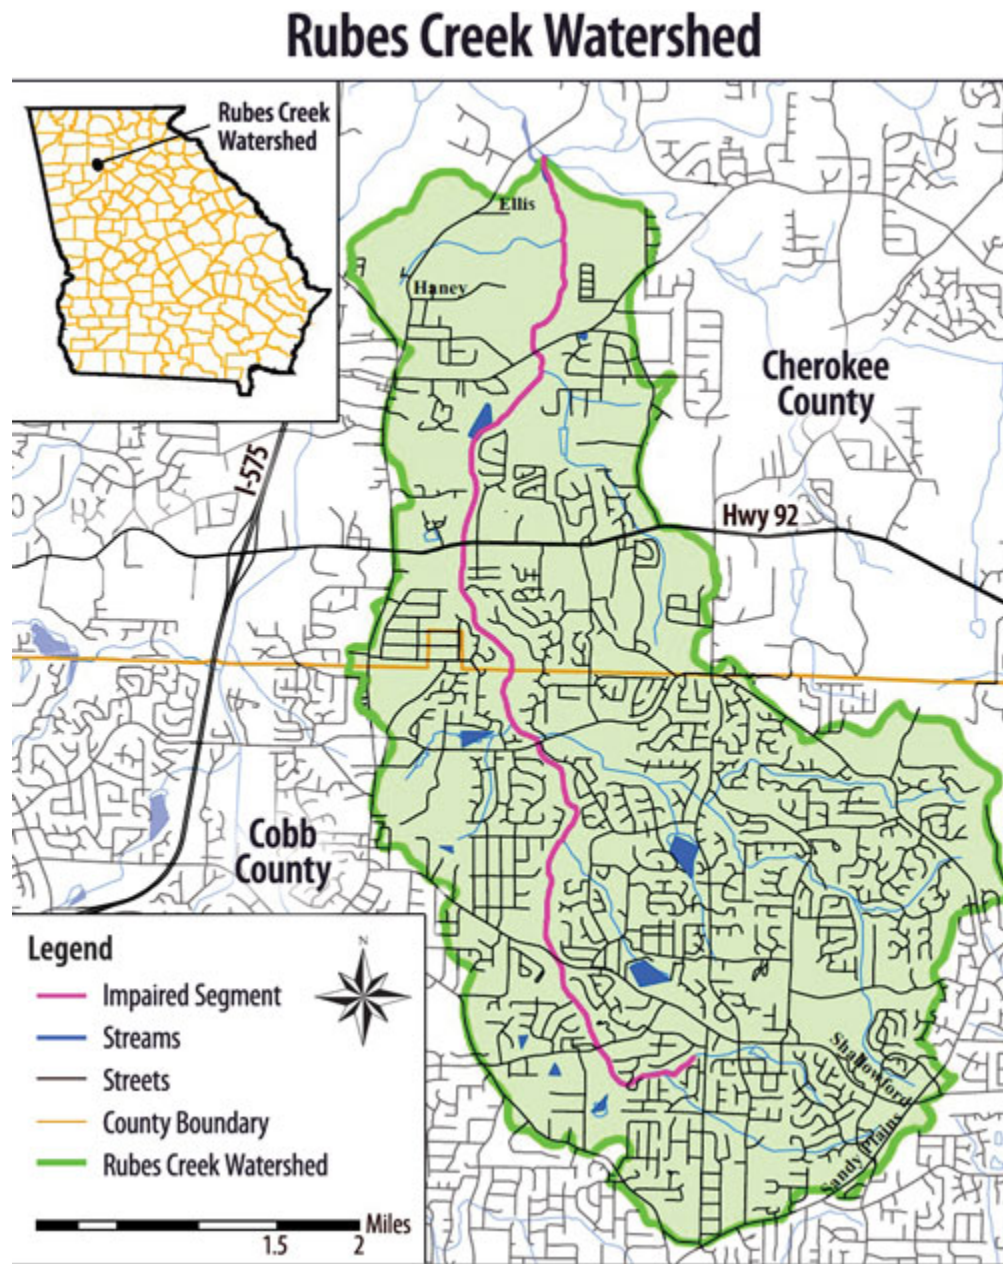 Rubes Creek Watershed
Rubes Creek
Watershed
Ellis
Haney
Cherokee
County
I-575
Hwy 92
Cobb
County
Legend
N
Impaired Segment
Streams
Streets
County Boundary
Rubes Creek Watershed
Miles
1.5
2
Shallowford
Sandy Plains